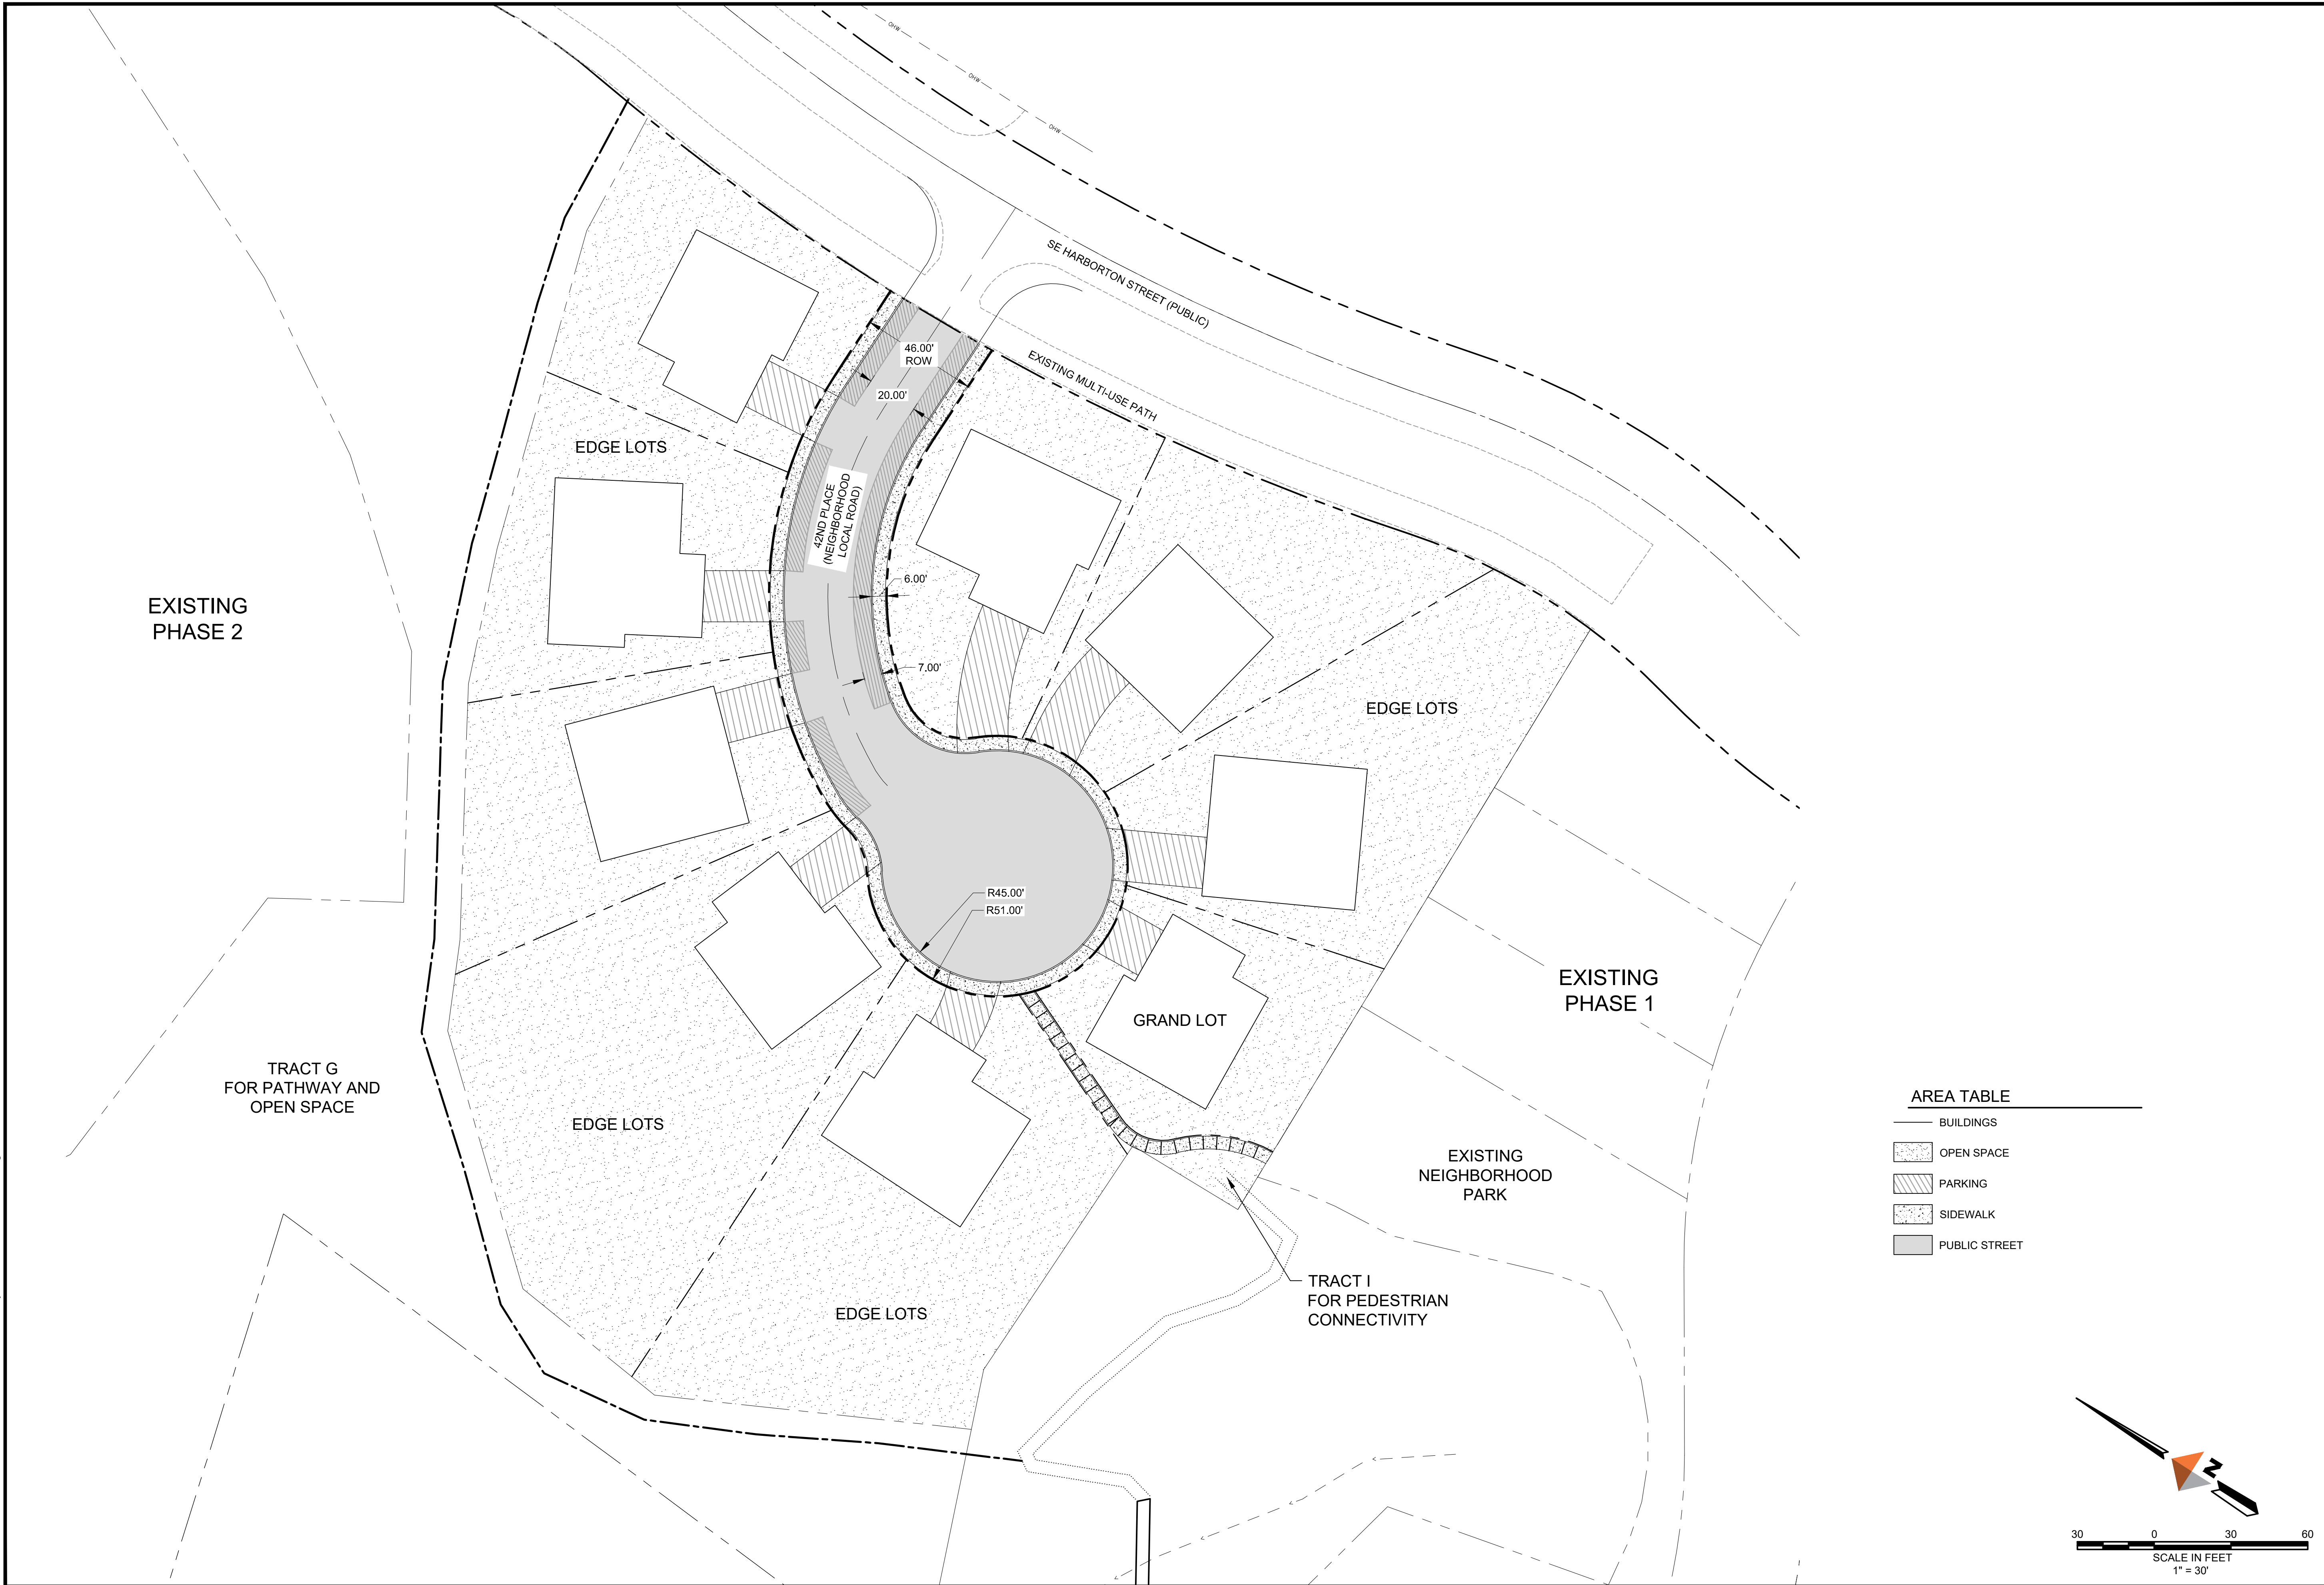 OHW
OHW
OHW
SE HARBORTON STREET (PUBLIC)
EXISTING MULTI-USE PATH
46.00'
ROW
20.00'
EDGE LOTS
42ND PLACE
(NEIGHBORHOOD
LOCAL ROAD)
6.00'
7.00'
EXISTING
PHASE 2
EDGE LOTS
R45.00'
R51.00'
EXISTING
PHASE 1
GRAND LOT
TRACT G
FOR PATHWAY AND
OPEN SPACE
EDGE LOTS
EXISTING
NEIGHBORHOOD
PARK
EDGE LOTS
TRACT I
FOR PEDESTRIAN
CONNECTIVITY
AREA TABLE
BUILDINGS
OPEN SPACE
PARKING
SIDEWALK
PUBLIC STREET
N
30 0 30 60
SCALE IN FEET
1" = 30'